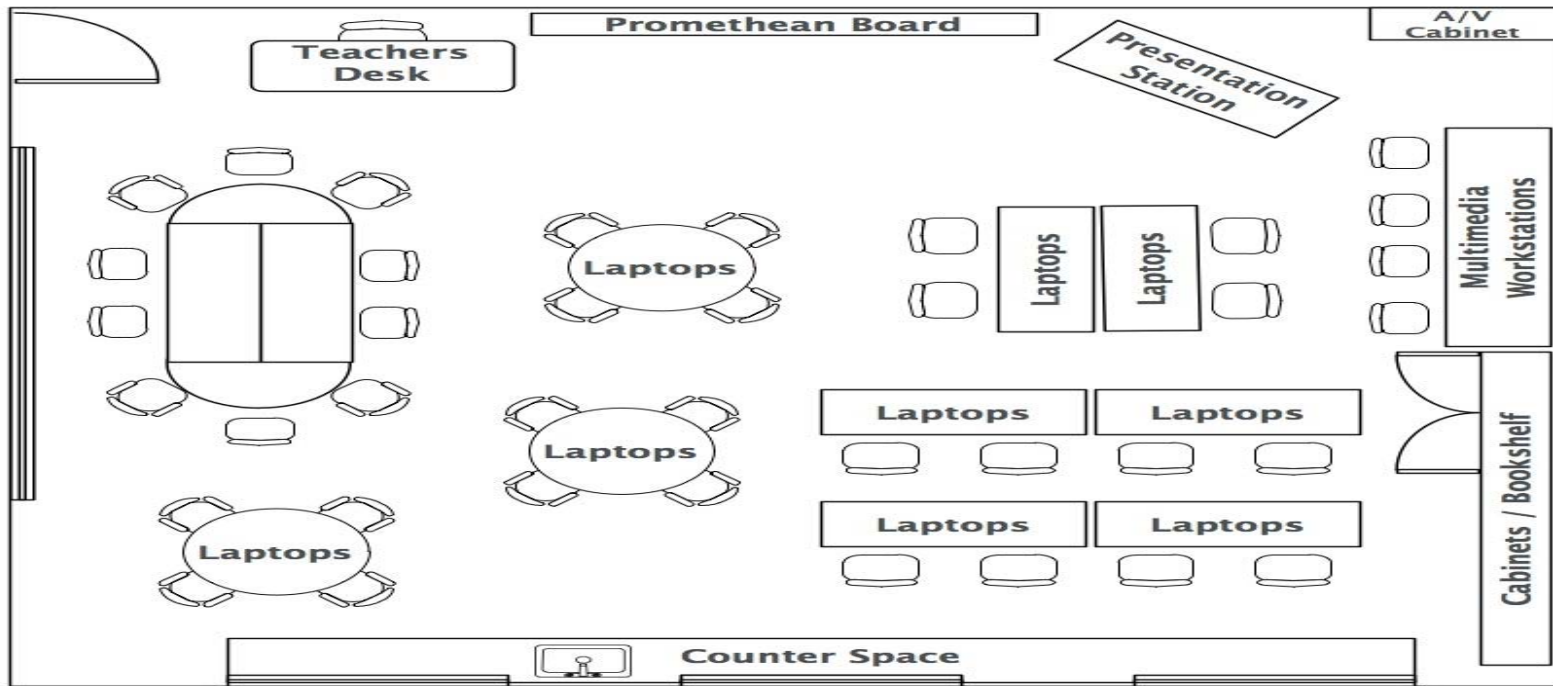 Promethean Board
A/V
Cabinet
Teachers
Desk
Presentation
Station
Multimedia
Workstations
Laptops
Laptops
Laptops
Laptops
Laptops
Laptops
Laptops
Laptops
Laptops
Cabinets / Bookshelf
Counter Space